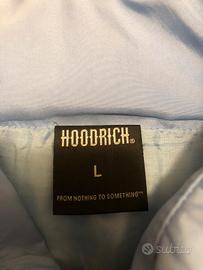 HOODRICH®
L
FROM NOTHING TO SOMETHING™
subito